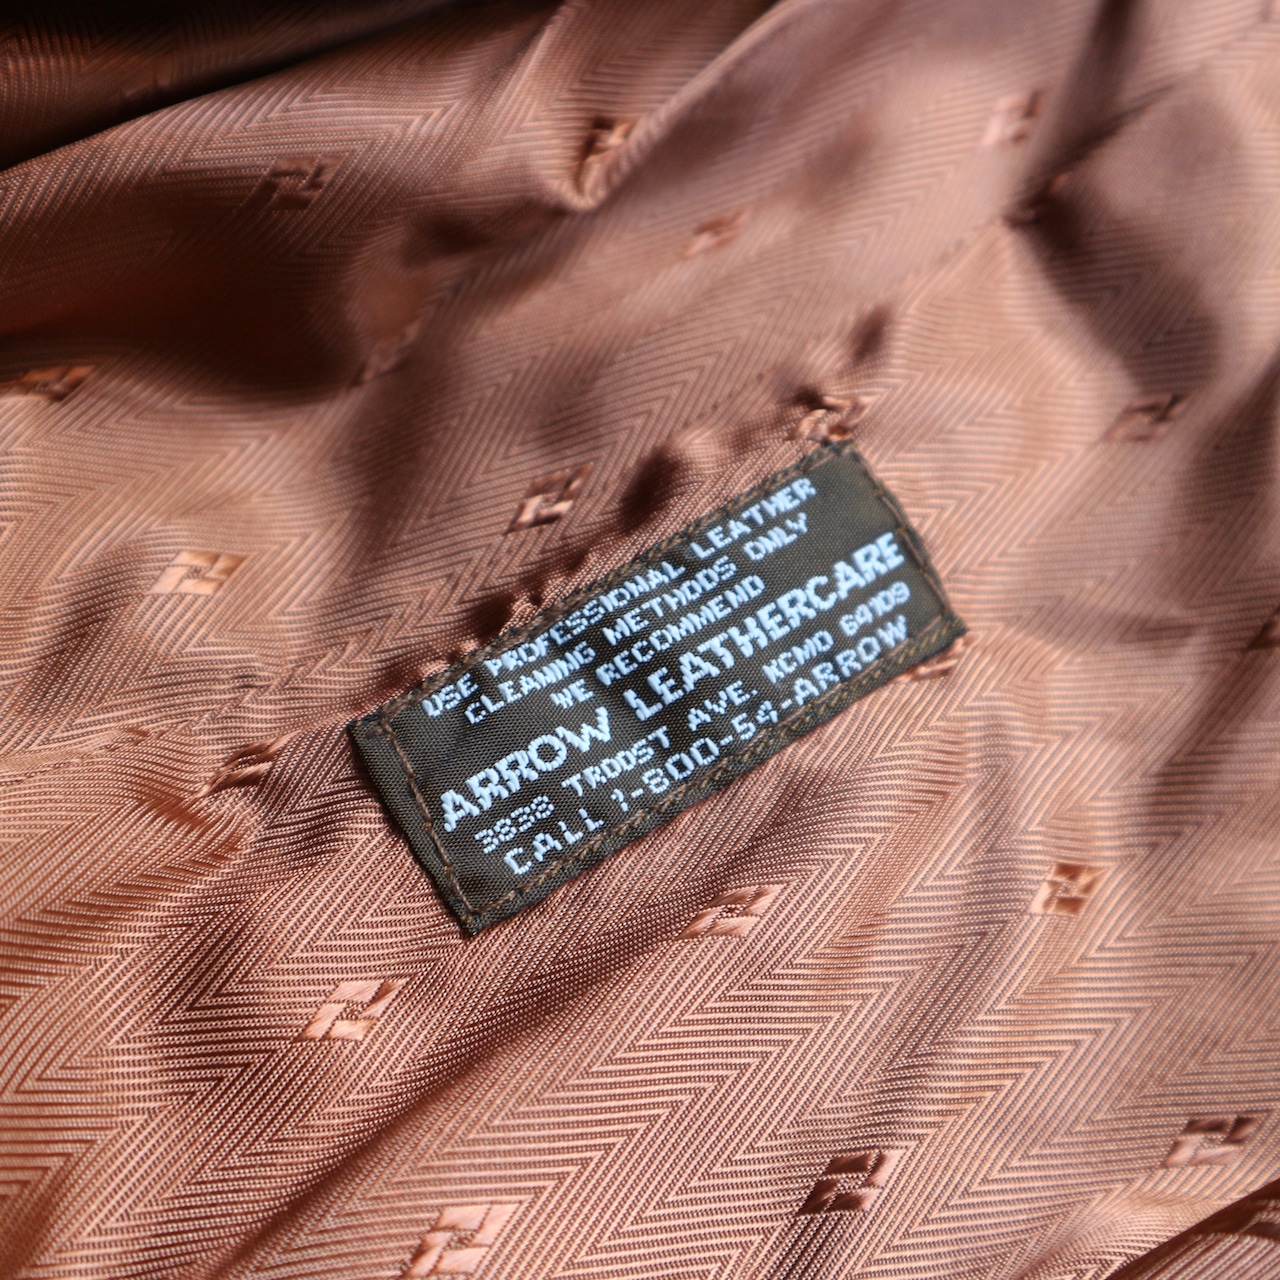 USE PROFESSIONAL LEATHER
CLEANING METHODS ONLY
WE RECOMMEND
ARROW LEATHERCARE
3838 TROOST AVE. KCMO 64109
CALL 1-800-54-ARROW